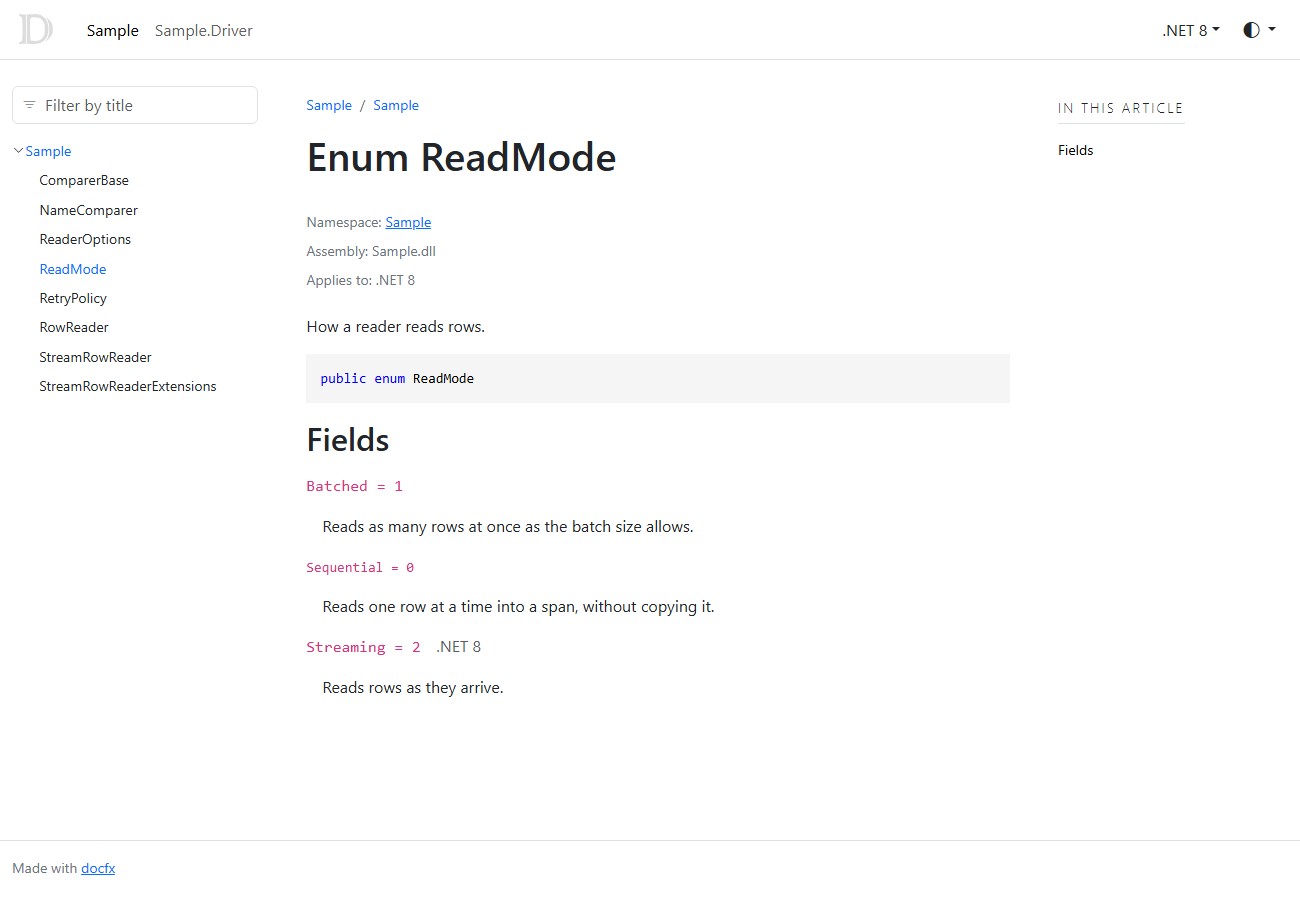 D Sample Sample.Driver .NET 8
Filter by title
Sample
ComparerBase
NameComparer
ReaderOptions
ReadMode
RetryPolicy
RowReader
StreamRowReader
StreamRowReaderExtensions
Sample / Sample
Enum ReadMode
Namespace: Sample
Assembly: Sample.dll
Applies to: .NET 8
How a reader reads rows.
public enum ReadMode
Fields
Batched = 1
Reads as many rows at once as the batch size allows.
Sequential = 0
Reads one row at a time into a span, without copying it.
Streaming = 2 .NET 8
Reads rows as they arrive.
IN THIS ARTICLE
Fields
Made with docfx